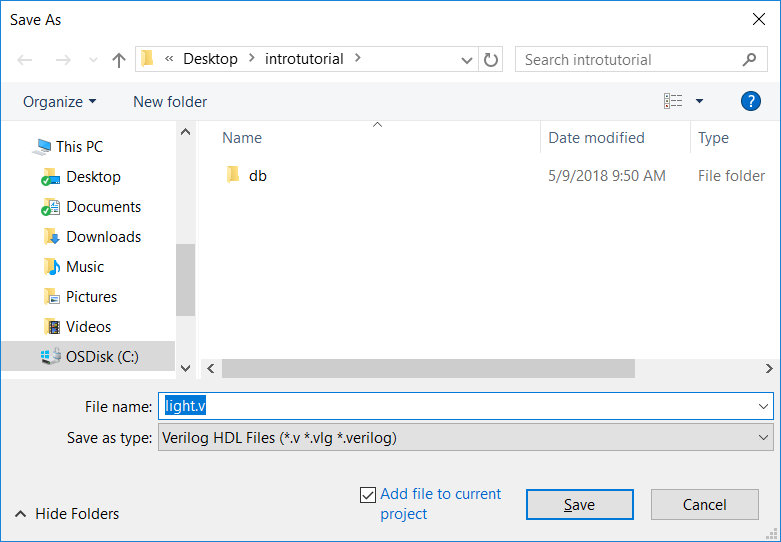 Save As
« Desktop > introtutorial >
Search introtutorial
Organize
New folder
?
Name
Date modified
Type
db
5/9/2018 9:50 AM
File folder
This PC
Desktop
Documents
Downloads
Music
Pictures
Videos
OSDisk (C:)
File name:
light.v
Save as type:
Verilog HDL Files (*.v *.vlg *.verilog)
Hide Folders
Add file to current
project
Save
Cancel